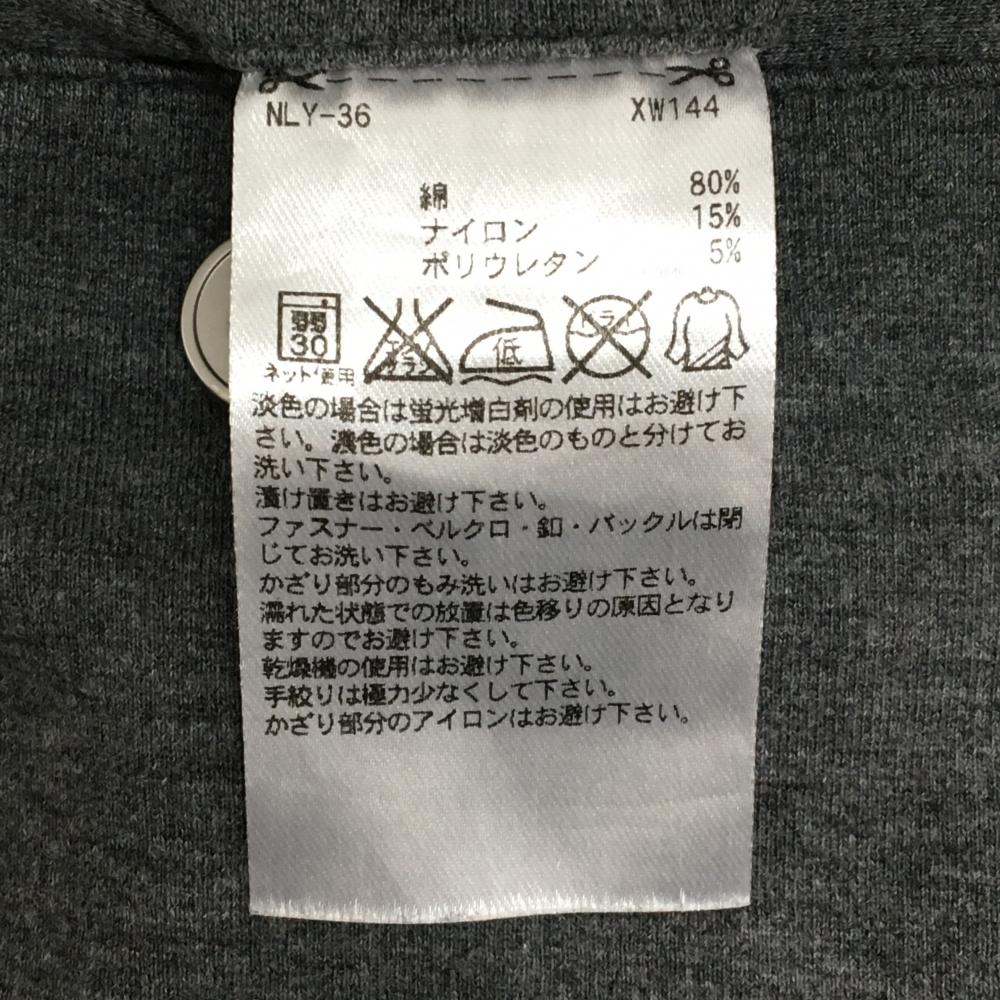 NLY-36 XW144
綿 80%
ナイロン 15%
ポリウレタン 5%
弱
30
エンソ
サラシ
低
ドライ
ネット使用
淡色の場合は蛍光増白剤の使用はお避け下
さい。濃色の場合は淡色のものと分けてお
洗い下さい。
漬け置きはお避け下さい。
ファスナー・ベルクロ・釦・バックルは閉
じてお洗い下さい。
かざり部分のもみ洗いはお避け下さい。
濡れた状態での放置は色移りの原因となり
ますのでお避け下さい。
乾燥機の使用はお避け下さい。
手絞りは極力少なくして下さい。
かざり部分のアイロンはお避け下さい。